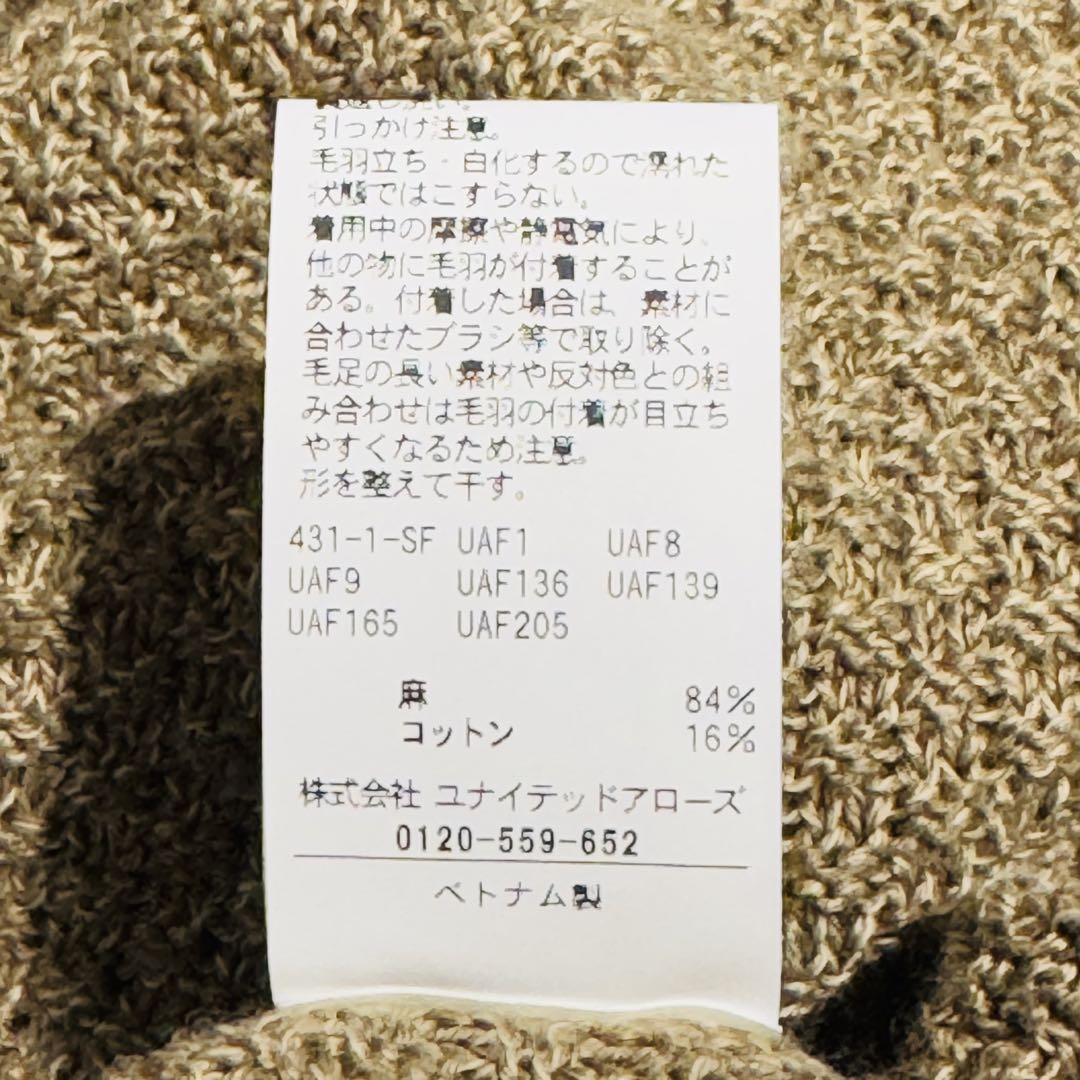 引っかけ注意。
毛羽立ち・白化するので濡れた
状態ではこすらない。
着用中の摩擦や静電気により、
他の物に毛羽が付着することが
ある。付着した場合は、素材に
合わせたブラシ等で取り除く。
毛足の長い素材や反対色との組
み合わせは毛羽の付着が目立ち
やすくなるため注意。
形を整えて干す。
431-1-SF UAF1 UAF8
UAF9 UAF136 UAF139
UAF165 UAF205
麻 84%
コットン 16%
株式会社 ユナイテッドアローズ
0120-559-652
ベトナム製